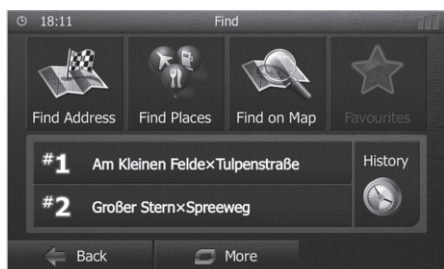 18:11 Find
Find Address Find Places Find on Map Favourites
#1 Am Kleinen Felde×Tulpenstraße History
#2 Großer Stern×Spreeweg
Back More